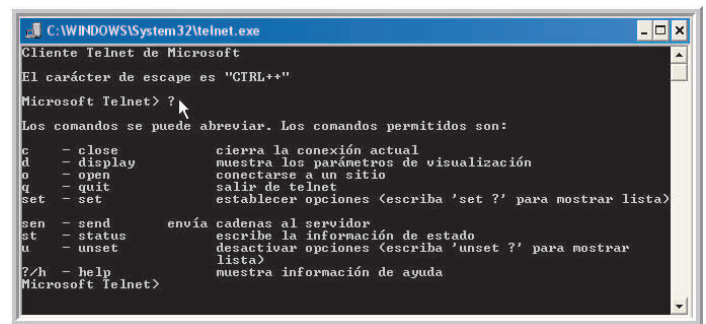 C:\WINDOWS\System32\telnet.exe
Cliente Telnet de Microsoft
El carácter de escape es "CTRL++"
Microsoft Telnet> ?
Los comandos se puede abreviar. Los comandos permitidos son:
c - close cierra la conexión actual
d - display muestra los parámetros de visualización
o - open conectarse a un sitio
q - quit salir de telnet
set - set establecer opciones (escriba 'set ?' para mostrar lista)
sen - send envía cadenas al servidor
st - status escribe la información de estado
u - unset desactivar opciones (escriba 'unset ?' para mostrar
lista)
?/h - help muestra información de ayuda
Microsoft Telnet>